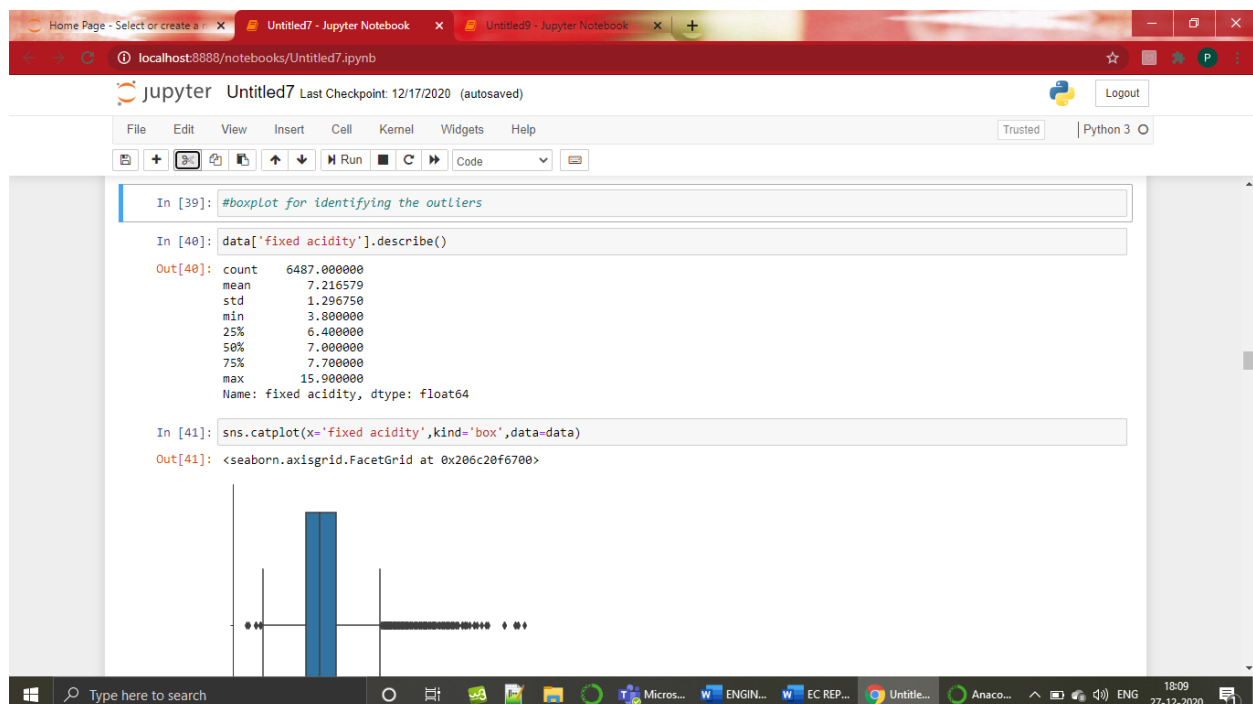 Home Page - Select or create a n
Untitled7 - Jupyter Notebook
Untitled9 - Jupyter Notebook
localhost:8888/notebooks/Untitled7.ipynb
P
jupyter Untitled7 Last Checkpoint: 12/17/2020 (autosaved)
Logout
File Edit View Insert Cell Kernel Widgets Help
Trusted
Python 3
Run
Code
In [39]: #boxplot for identifying the outliers
In [40]: data['fixed acidity'].describe()
Out[40]: count 6487.000000
mean 7.216579
std 1.296750
min 3.800000
25% 6.400000
50% 7.000000
75% 7.700000
max 15.900000
Name: fixed acidity, dtype: float64
In [41]: sns.catplot(x='fixed acidity',kind='box',data=data)
Out[41]: <seaborn.axisgrid.FacetGrid at 0x206c20f6700>
Type here to search
Micros...
ENGIN...
EC REP...
Untitle...
Anaco...
ENG
18:09
27-12-2020